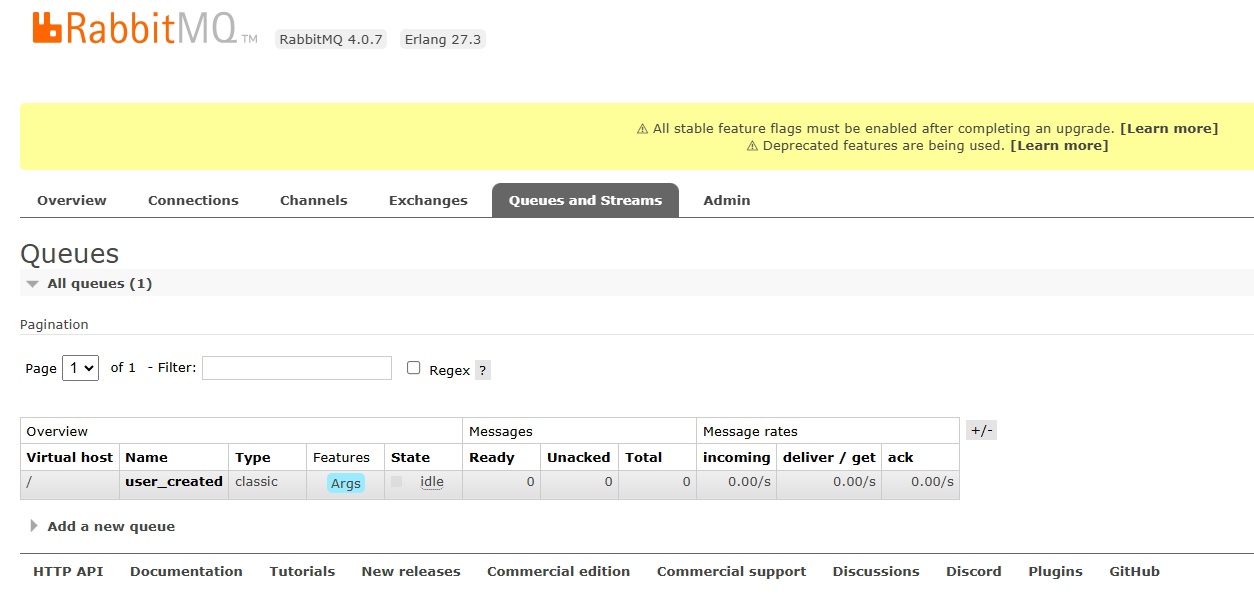 RabbitMQ TM RabbitMQ 4.0.7 Erlang 27.3
⚠ All stable feature flags must be enabled after completing an upgrade. [Learn more]
⚠ Deprecated features are being used. [Learn more]
Overview Connections Channels Exchanges Queues and Streams Admin
Queues
All queues (1)
Pagination
Page 1 of 1 - Filter: Regex ?
Overview Messages Message rates +/-
Virtual host Name Type Features State Ready Unacked Total incoming deliver / get ack
/ user_created classic Args idle 0 0 0 0.00/s 0.00/s 0.00/s
Add a new queue
HTTP API Documentation Tutorials New releases Commercial edition Commercial support Discussions Discord Plugins GitHub